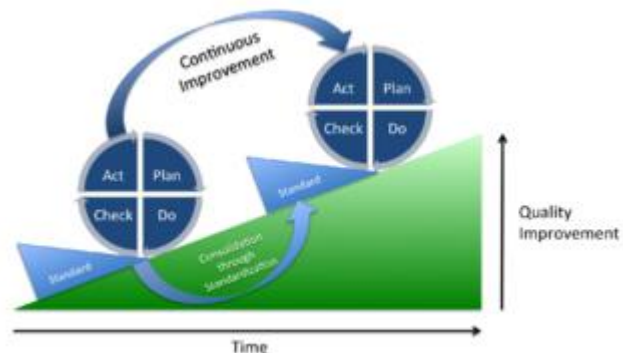 Continuous
Improvement
Act
Plan
Check
Do
Act
Plan
Check
Do
Standard
Standard
Consolidation
through
Standardization
Quality
Improvement
Time